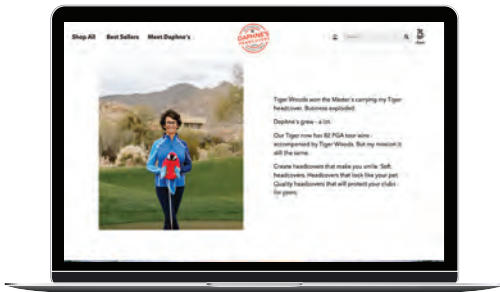 Shop All Best Sellers Meet Daphne's
DAPHNE'S
HEADCOVERS
Tiger Woods won the Master's carrying my Tiger
headcover. Business exploded.
Daphne's grew - a lot.
Our Tiger now has 82 PGA tour wins -
accompanied by Tiger Woods. But my mission is
still the same.
Create headcovers that make you smile. Soft
headcovers. Headcovers that look like your pet.
Quality headcovers that will protect your clubs
for years.